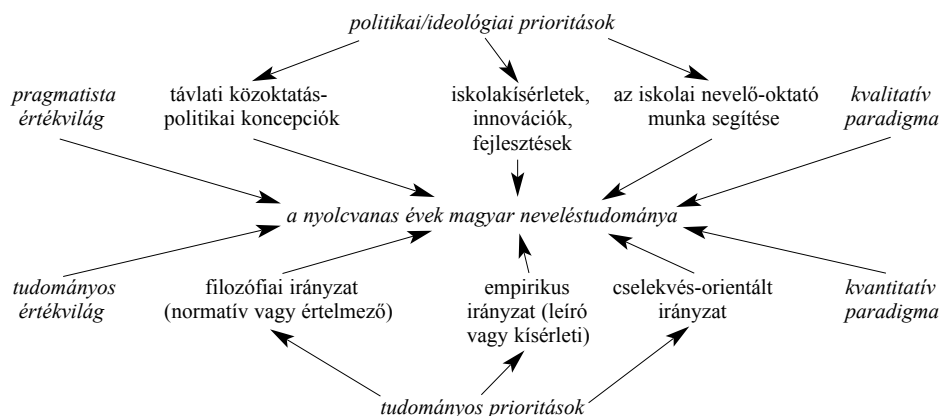 politikai/ideológiai prioritások
pragmatista
értékvilág
távlati közoktatás-
politikai koncepciók
iskolakísérletek,
innovációk,
fejlesztések
az iskolai nevelő-oktató
munka segítése
kvalitatív
paradigma
a nyolcvanas évek magyar neveléstudománya
tudományos
értékvilág
filozófiai irányzat
(normatív vagy értelmező)
empirikus
irányzat (leíró
vagy kísérleti)
cselekvés-orientált
irányzat
kvantitatív
paradigma
tudományos prioritások